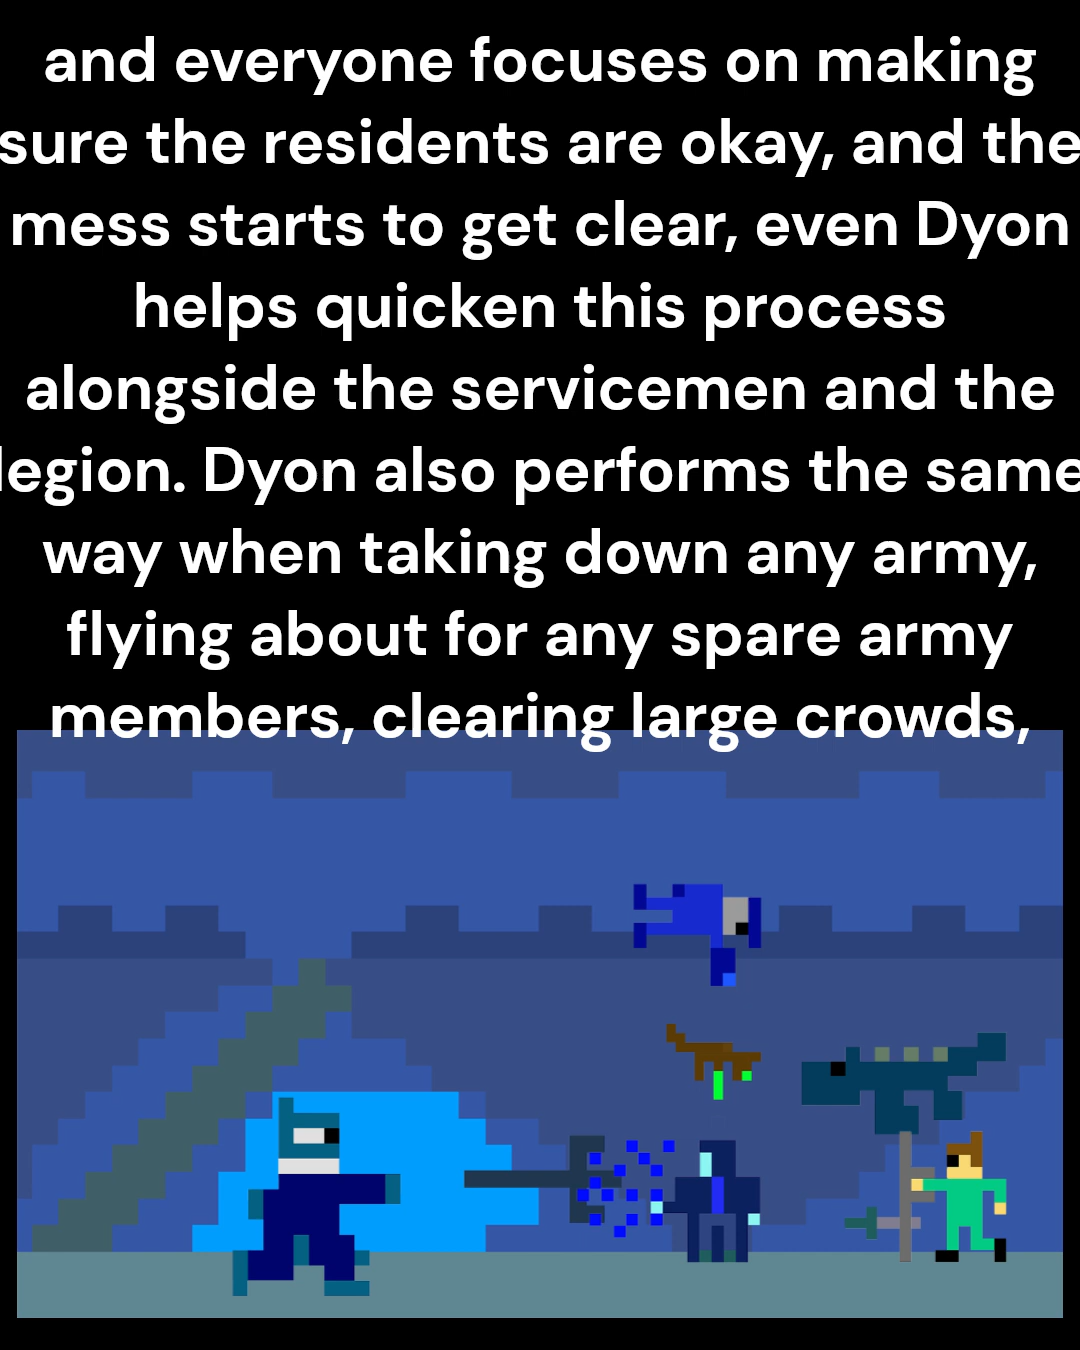 and everyone focuses on making
sure the residents are okay, and the
mess starts to get clear, even Dyon
helps quicken this process
alongside the servicemen and the
legion. Dyon also performs the same
way when taking down any army,
flying about for any spare army
members, clearing large crowds,